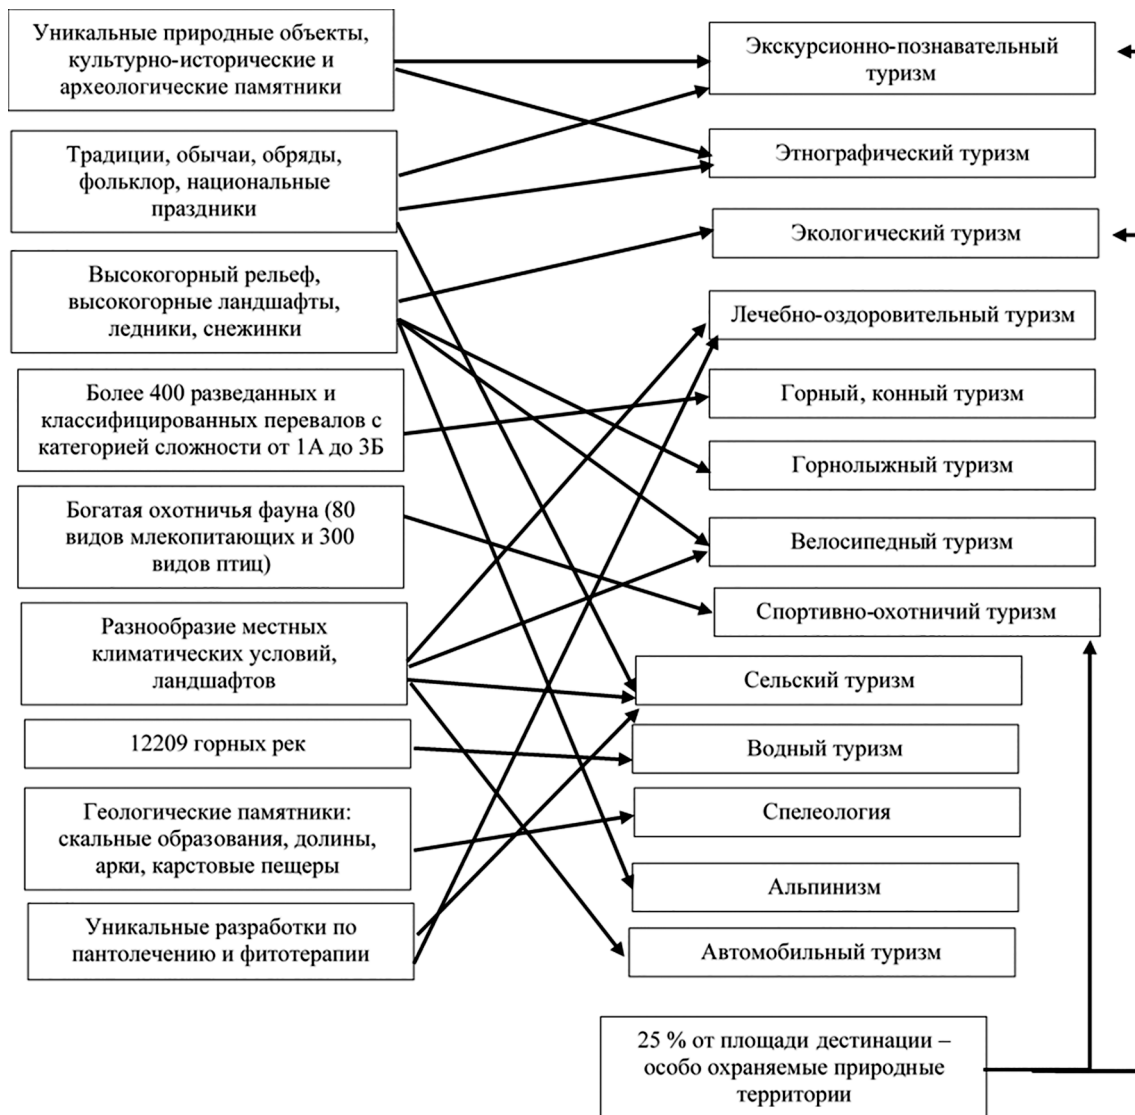 Уникальные природные объекты,
культурно-исторические и
археологические памятники
Традиции, обычаи, обряды,
фольклор, национальные
праздники
Высокогорный рельеф,
высокогорные ландшафты,
ледники, снежинки
Более 400 разведанных и
классифицированных перевалов с
категорией сложности от 1А до 3Б
Богатая охотничья фауна (80
видов млекопитающих и 300
видов птиц)
Разнообразие местных
климатических условий,
ландшафтов
12209 горных рек
Геологические памятники:
скальные образования, долины,
арки, карстовые пещеры
Уникальные разработки по
пантолечению и фитотерапии
Экскурсионно-познавательный
туризм
Этнографический туризм
Экологический туризм
Лечебно-оздоровительный туризм
Горный, конный туризм
Горнолыжный туризм
Велосипедный туризм
Спортивно-охотничий туризм
Сельский туризм
Водный туризм
Спелеология
Альпинизм
Автомобильный туризм
25 % от площади дестинации –
особо охраняемые природные
территории